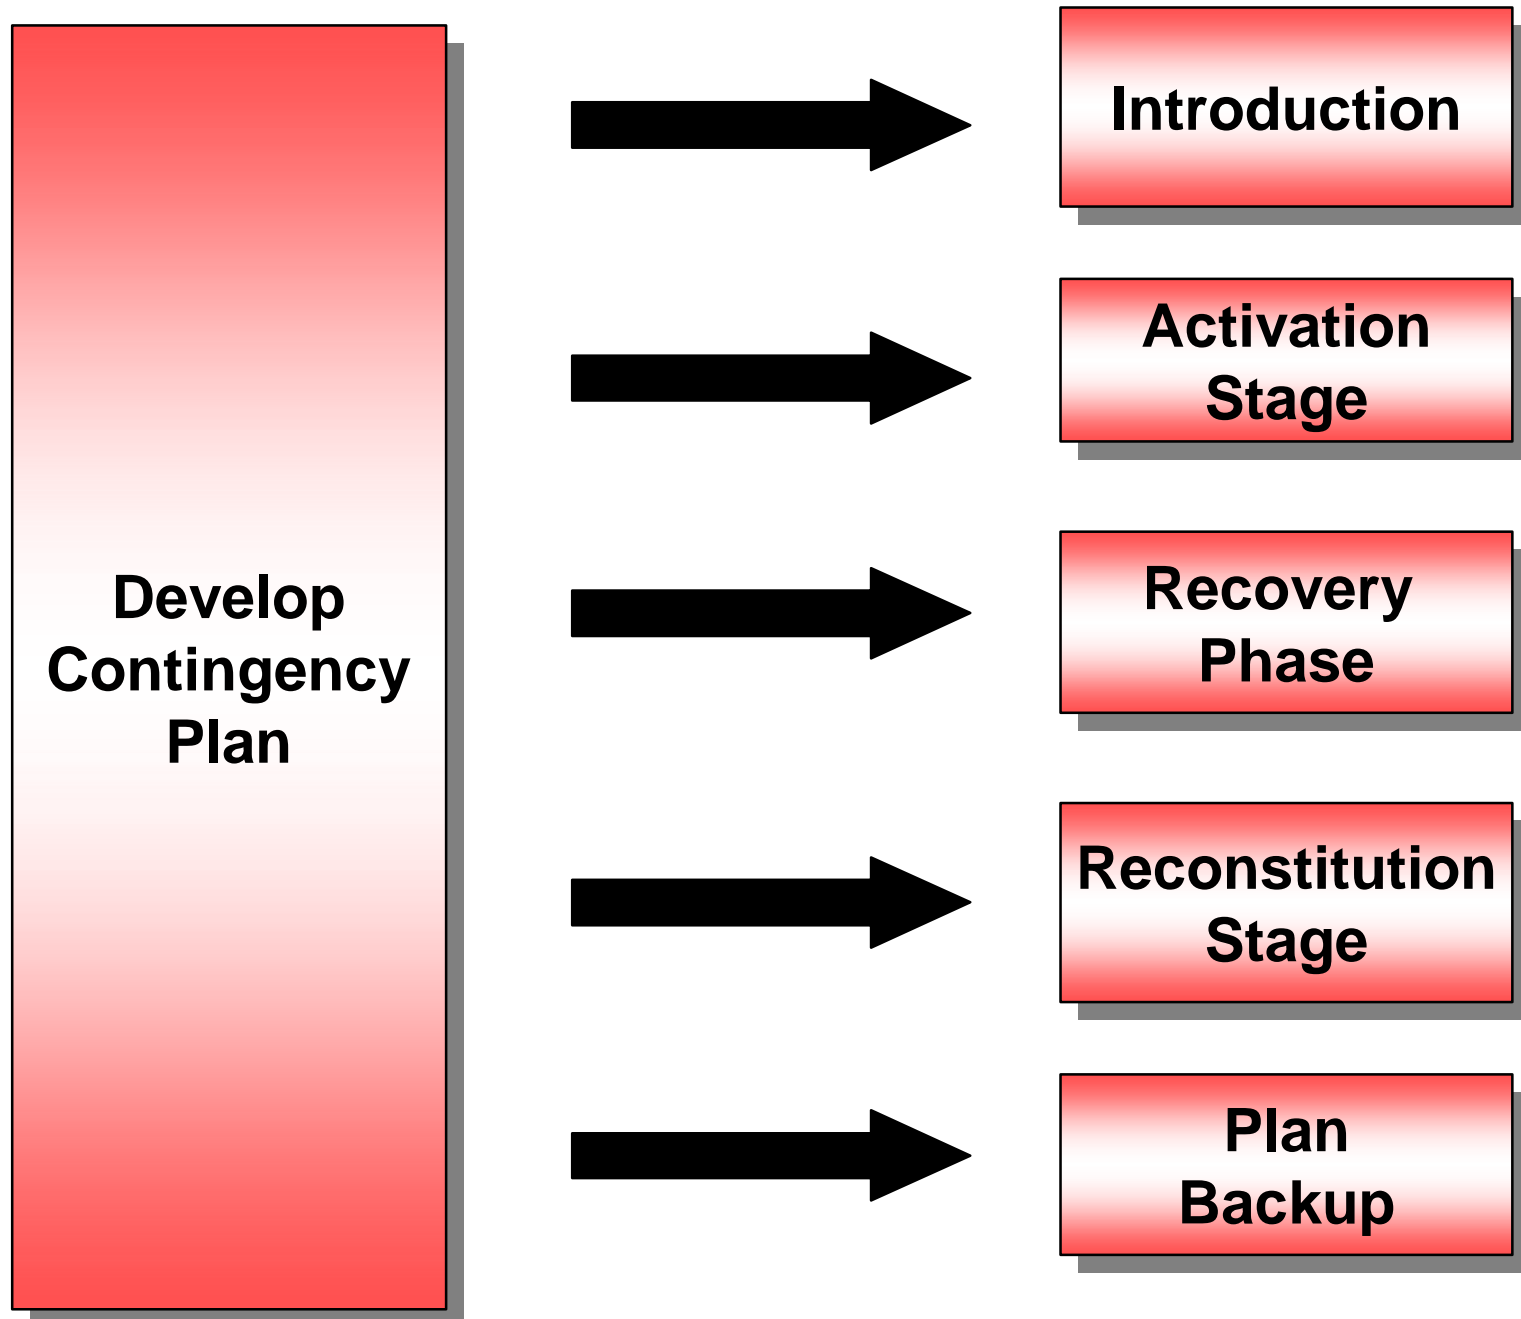 Develop
Contingency
Plan
Introduction
Activation
Stage
Recovery
Phase
Reconstitution
Stage
Plan
Backup